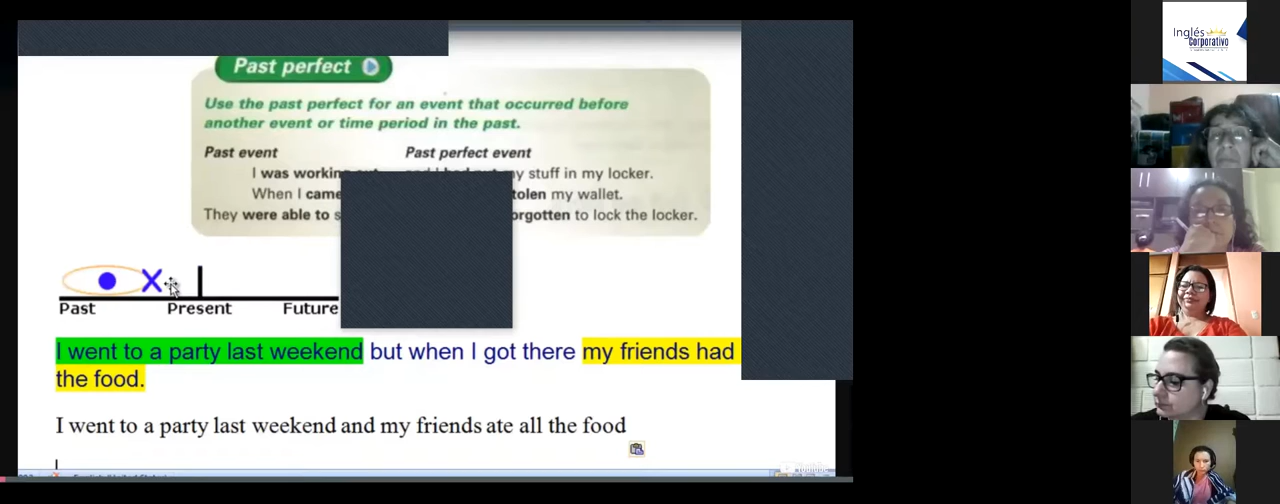 Past perfect
Use the past perfect for an event that occurred before
another event or time period in the past.
Past event Past perfect event
I was my stuff in my locker.
When I came my wallet.
They were able to to lock the locker.
Past Present Future
I went to a party last weekend but when I got there my friends had
the food.
I went to a party last weekend and my friends ate all the food
Inglés
Corporativo